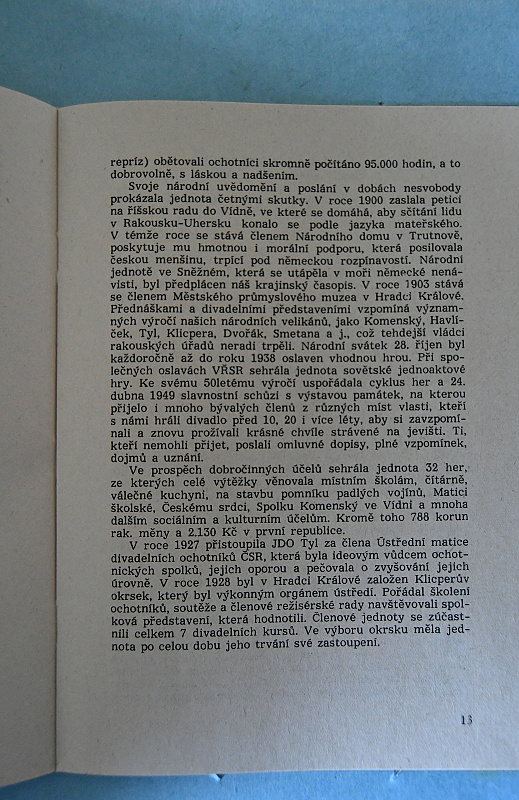 repríz) obětovali ochotníci skromně počítáno 95.000 hodin, a to
dobrovolně, s láskou a nadšením.
Svoje národní uvědomění a poslání v dobách nesvobody
prokázala jednota četnými skutky. V roce 1900 zaslala petici
na říšskou radu do Vídně, ve které se domáhá, aby sčítání lidu
v Rakousku-Uhersku konalo se podle jazyka mateřského.
V témže roce se stává členem Národního domu v Trutnově,
poskytuje mu hmotnou i morální podporu, která posilovala
českou menšinu, trpící pod německou rozpínavostí. Národní
jednotě ve Sněžném, která se utápěla v moři německé nená-
visti, byl předplácen náš krajinský časopis. V roce 1903 stává
se členem Městského průmyslového muzea v Hradci Králové.
Přednáškami a divadelními představeními vzpomíná význam-
ných výročí našich národních velikánů, jako Komenský, Havlí-
ček, Tyl, Klicpera, Dvořák, Smetana a j., což tehdejší vládci
rakouských úřadů neradi trpěli. Národní svátek 28. říjen byl
každoročně až do roku 1938 oslaven vhodnou hrou. Při spo-
lečných oslavách VŘSR sehrála jednota sovětské jednoaktové
hry. Ke svému 50letému výročí uspořádala cyklus her a 24.
dubna 1949 slavnostní schůzi s výstavou památek, na kterou
přijelo i mnoho bývalých členů z různých míst vlasti, kteří
s námi hráli divadlo před 10, 20 i více léty, aby si zavzpomí-
nali a znovu prožívali krásné chvíle strávené na jevišti. Ti,
kteří nemohli přijet, poslali omluvné dopisy, plné vzpomínek,
dojmů a uznání.
Ve prospěch dobročinných účelů sehrála jednota 32 her,
ze kterých celé výtěžky věnovala místním školám, čítárně,
válečné kuchyni, na stavbu pomníku padlých vojínů, Matici
školské, Českému srdci, Spolku Komenský ve Vídni a mnoha
dalším sociálním a kulturním účelům. Kromě toho 788 korun
rak. měny a 2.130 Kč v první republice.
V roce 1927 přistoupila JDO Tyl za člena Ústřední matice
divadelních ochotníků ČSR, která byla ideovým vůdcem ochot-
nických spolků, jejich oporou a pečovala o zvyšování jejich
úrovně. V roce 1928 byl v Hradci Králové založen Klicperův
okrsek, který byl výkonným orgánem ústředí. Pořádal školení
ochotníků, soutěže a členové režisérské rady navštěvovali spol-
ková představení, která hodnotili. Členové jednoty se zúčast-
nili celkem 7 divadelních kursů. Ve výboru okrsku měla jed-
nota po celou dobu jeho trvání své zastoupení.
13